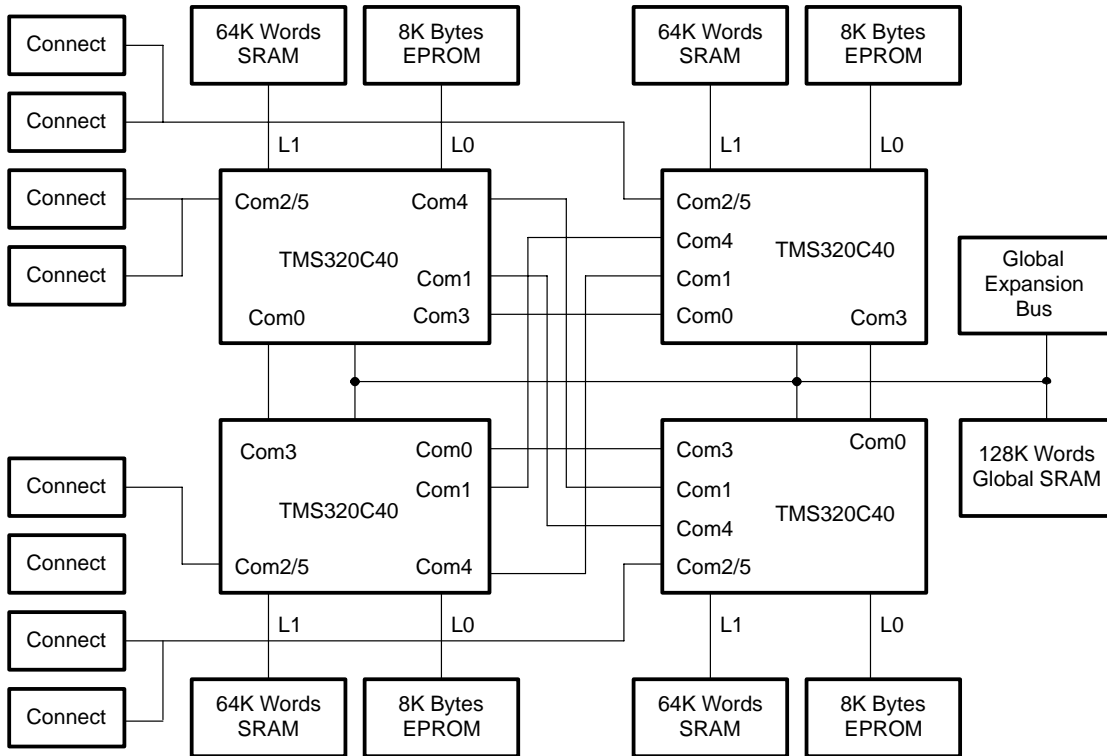 Connect
64K Words
SRAM
8K Bytes
EPROM
64K Words
SRAM
8K Bytes
EPROM
Connect
L1
L0
L1
L0
Connect
Com2/5
Com4
Com2/5
Com4
TMS320C40
TMS320C40
Connect
Com1
Com1
Global
Expansion
Bus
Com0
Com3
Com0
Com3
Com3
Com0
Com3
Com0
128K Words
Global SRAM
Connect
Com1
Com1
TMS320C40
TMS320C40
Com4
Connect
Com2/5
Com4
Com2/5
Connect
L1
L0
L1
L0
Connect
64K Words
SRAM
8K Bytes
EPROM
64K Words
SRAM
8K Bytes
EPROM